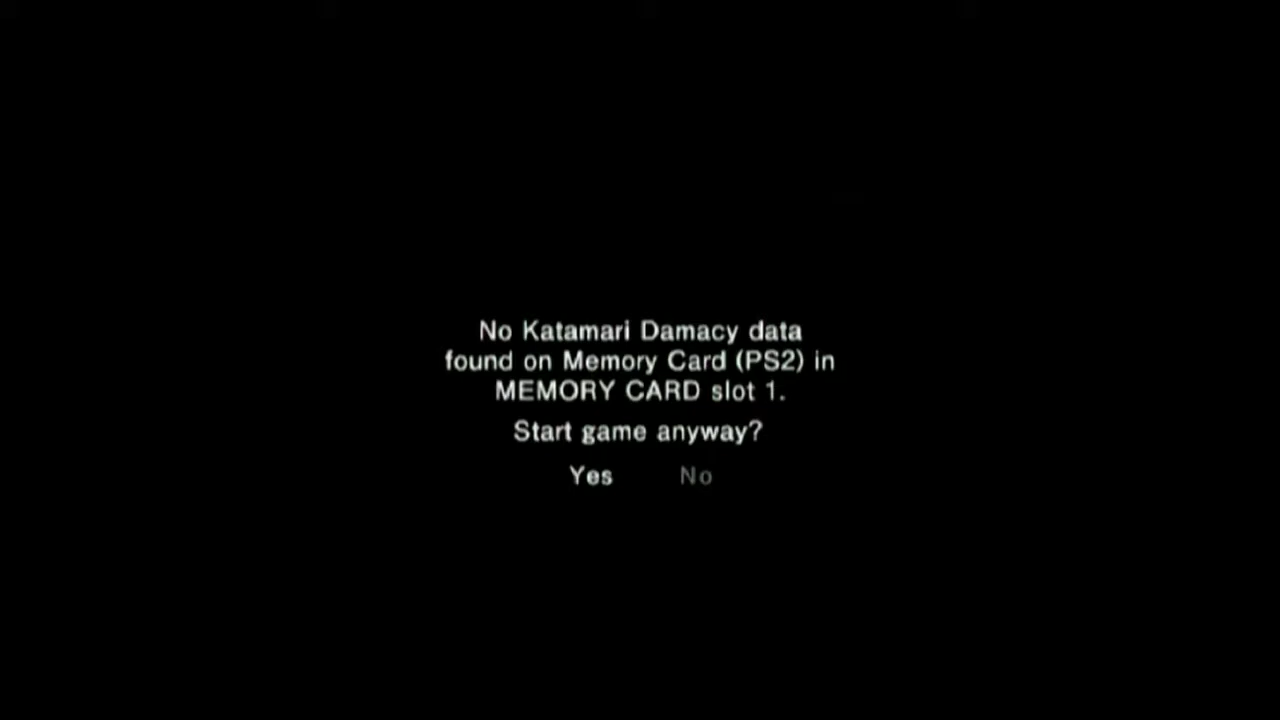 No Katamari Damacy data
found on Memory Card (PS2) in
MEMORY CARD slot 1.
Start game anyway?
Yes No